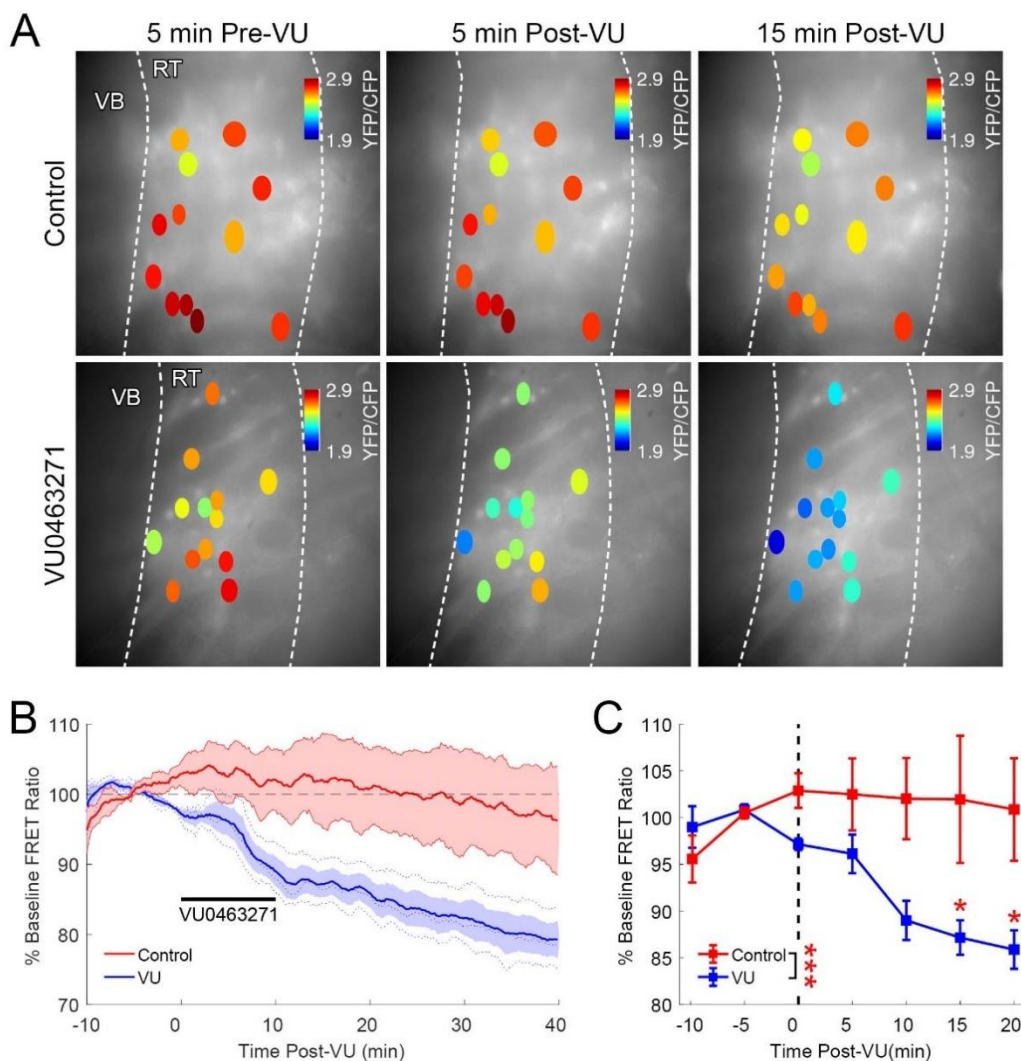 A
5 min Pre-VU
5 min Post-VU
15 min Post-VU
Control
VB
RT
2.9
1.9
YFP/CFP
2.9
1.9
YFP/CFP
2.9
1.9
YFP/CFP
VU0463271
VB
RT
2.9
1.9
YFP/CFP
2.9
1.9
YFP/CFP
2.9
1.9
YFP/CFP
B
% Baseline FRET Ratio
110
100
90
80
70
VU0463271
Control
VU
-10
0
10
20
30
40
Time Post-VU (min)
C
% Baseline FRET Ratio
110
105
100
95
90
85
80
* *
Control
VU
***
-10
-5
0
5
10
15
20
Time Post-VU(min)